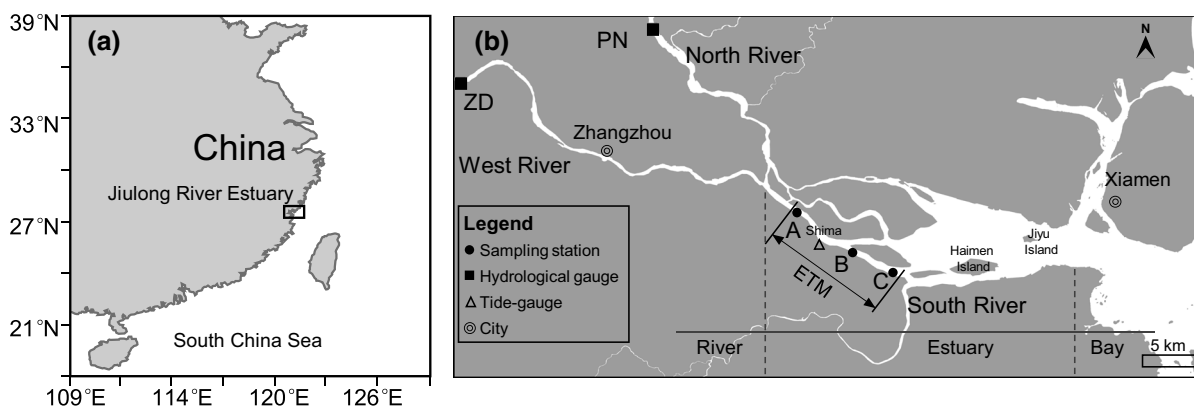 39°N
33°N
27°N
21°N
109°E
114°E
120°E
126°E
(a)
China
Jiulong River Estuary
South China Sea
(b)
PN
North River
N
ZD
Zhangzhou
West River
Xiamen
A
Shima
B
C
ETM
Haimen
Island
Jiyu
Island
South River
Legend
Sampling station
Hydrological gauge
Tide-gauge
City
River
Estuary
Bay
5 km